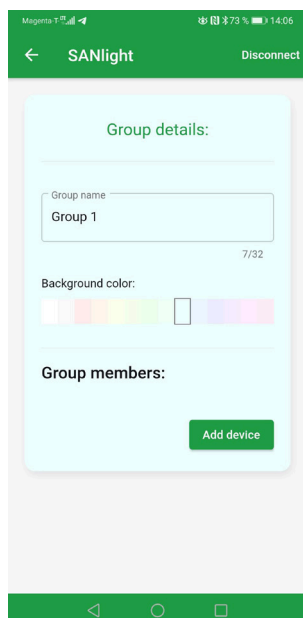 Magenta-T 73 % 14:06
SANlight Disconnect
Group details:
Group name
Group 1
7/32
Background color:
Group members:
Add device